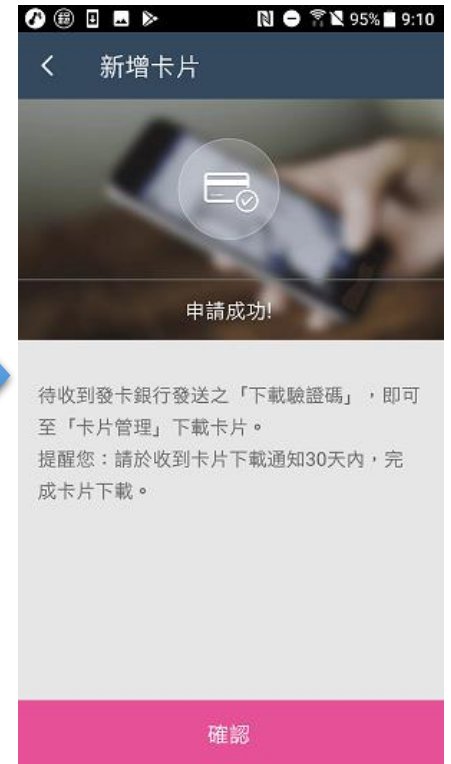 95% 9:10
新增卡片
申請成功!
待收到發卡銀行發送之「下載驗證碼」，即可
至「卡片管理」下載卡片。
提醒您：請於收到卡片下載通知30天內，完
成卡片下載。
確認